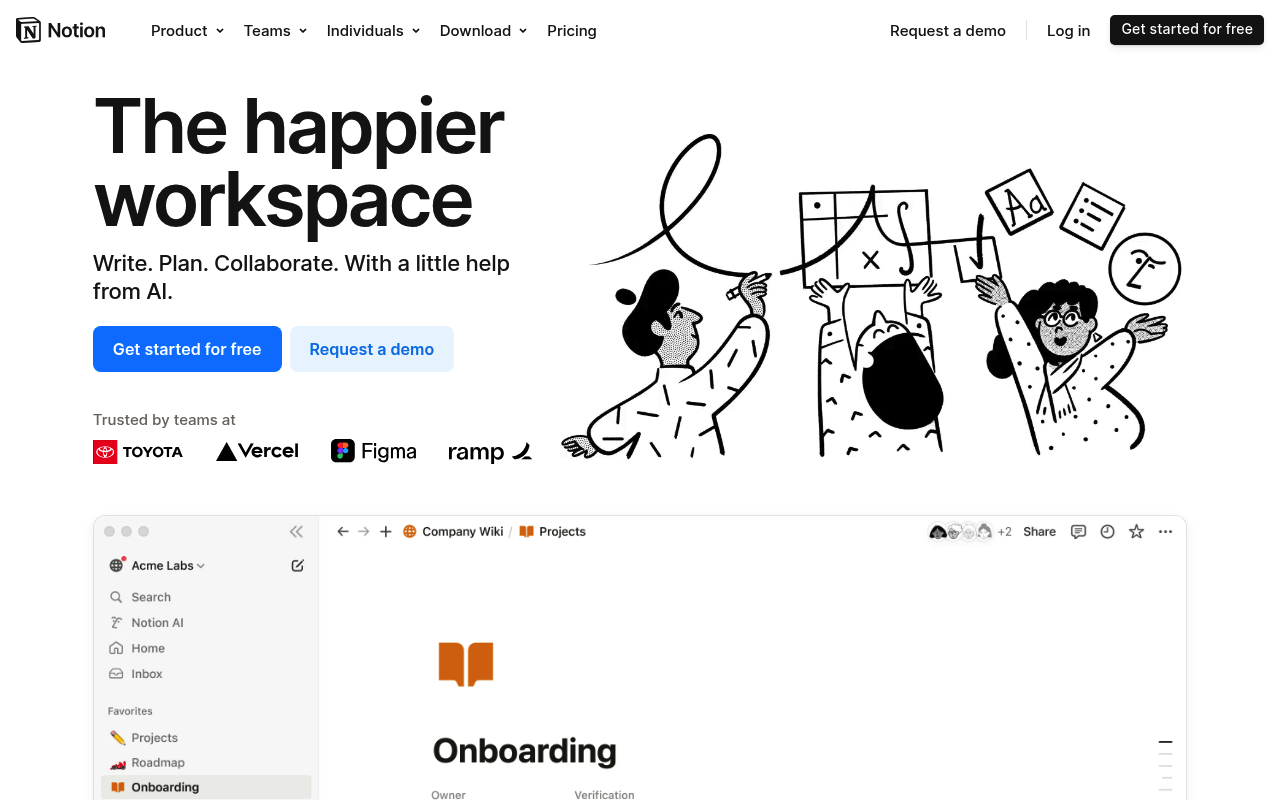 Notion
Product
Teams
Individuals
Download
Pricing
Request a demo
Log in
Get started for free
The happier
workspace
Write. Plan. Collaborate. With a little help
from AI.
Get started for free
Request a demo
Trusted by teams at
TOYOTA
Vercel
Figma
ramp
Aa
Company Wiki / Projects
+2
Share
Acme Labs
Search
Notion AI
Home
Inbox
Favorites
Projects
Roadmap
Onboarding
Onboarding
Owner
Verification